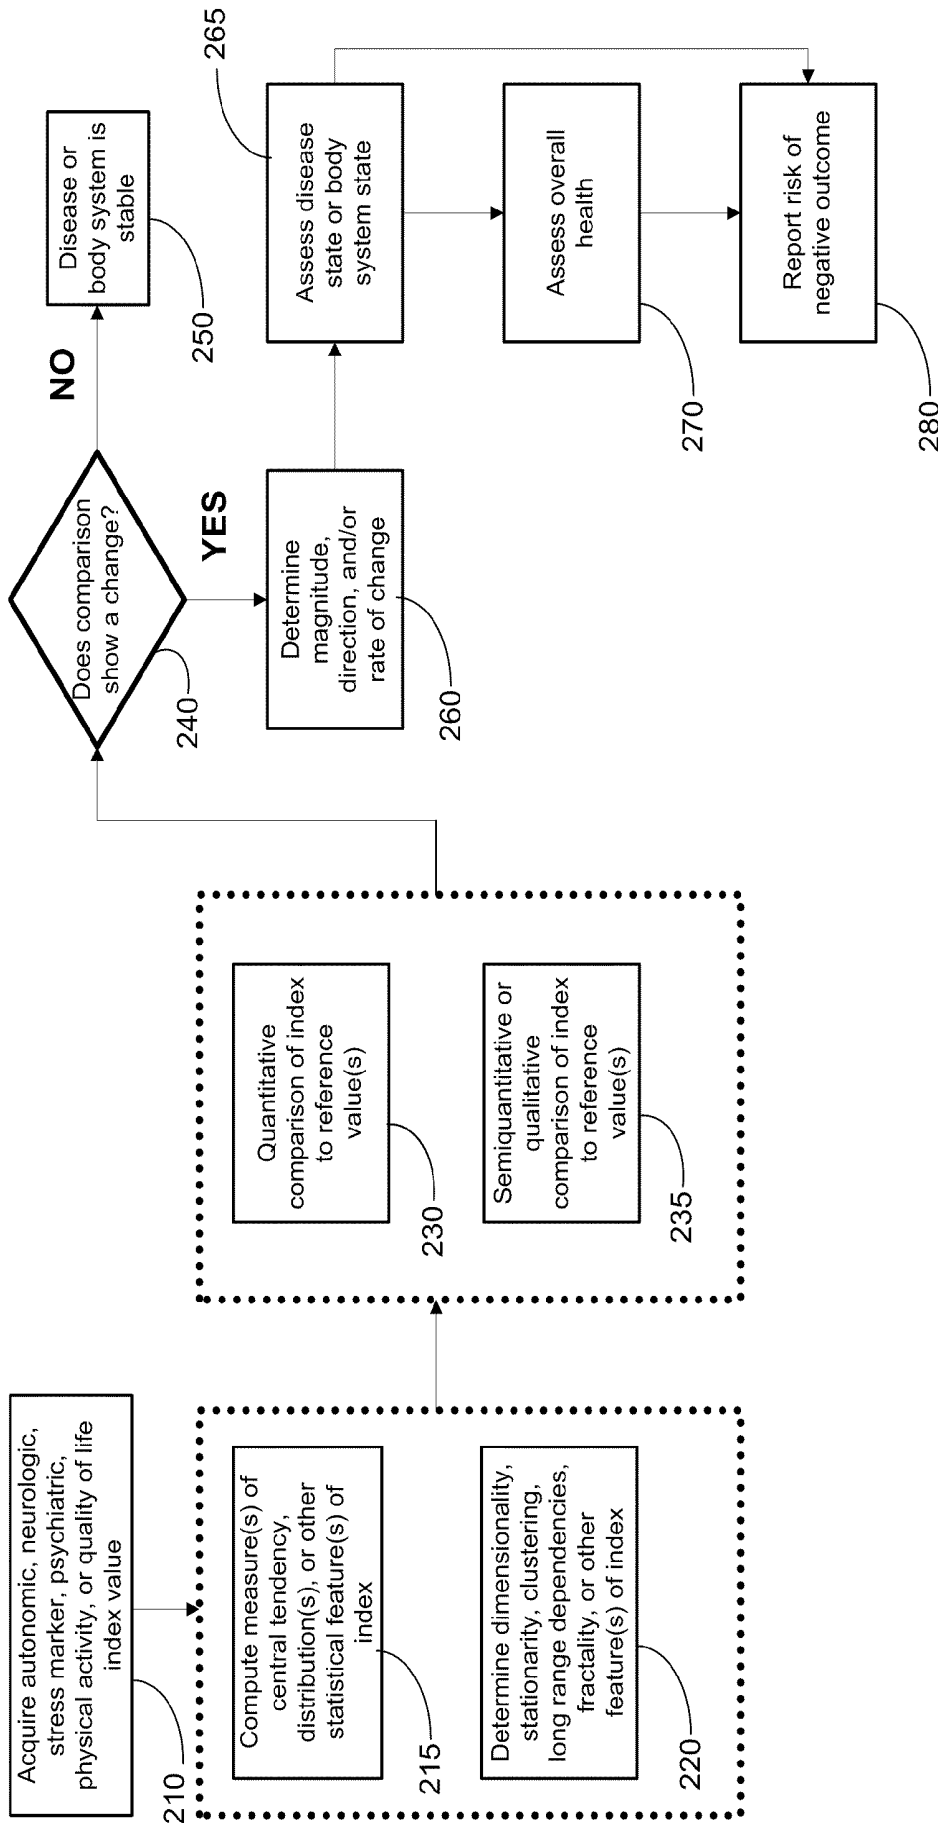 Acquire autonomic, neurologic,
stress marker, psychiatric,
physical activity, or quality of life
index value
210
Compute measure(s) of
central tendency,
distribution(s), or other
statistical feature(s) of
index
215
Determine dimensionality,
stationarity, clustering,
long range dependencies,
fractality, or other
feature(s) of index
220
Quantitative
comparison of index
to reference
value(s)
230
Semiquantitative or
qualitative
comparison of index
to reference
value(s)
235
Does comparison
show a change?
240
NO
Disease or
body system is
stable
250
YES
Determine
magnitude,
direction, and/or
rate of change
260
Assess disease
state or body
system state
265
Assess overall
health
270
Report risk of
negative outcome
280